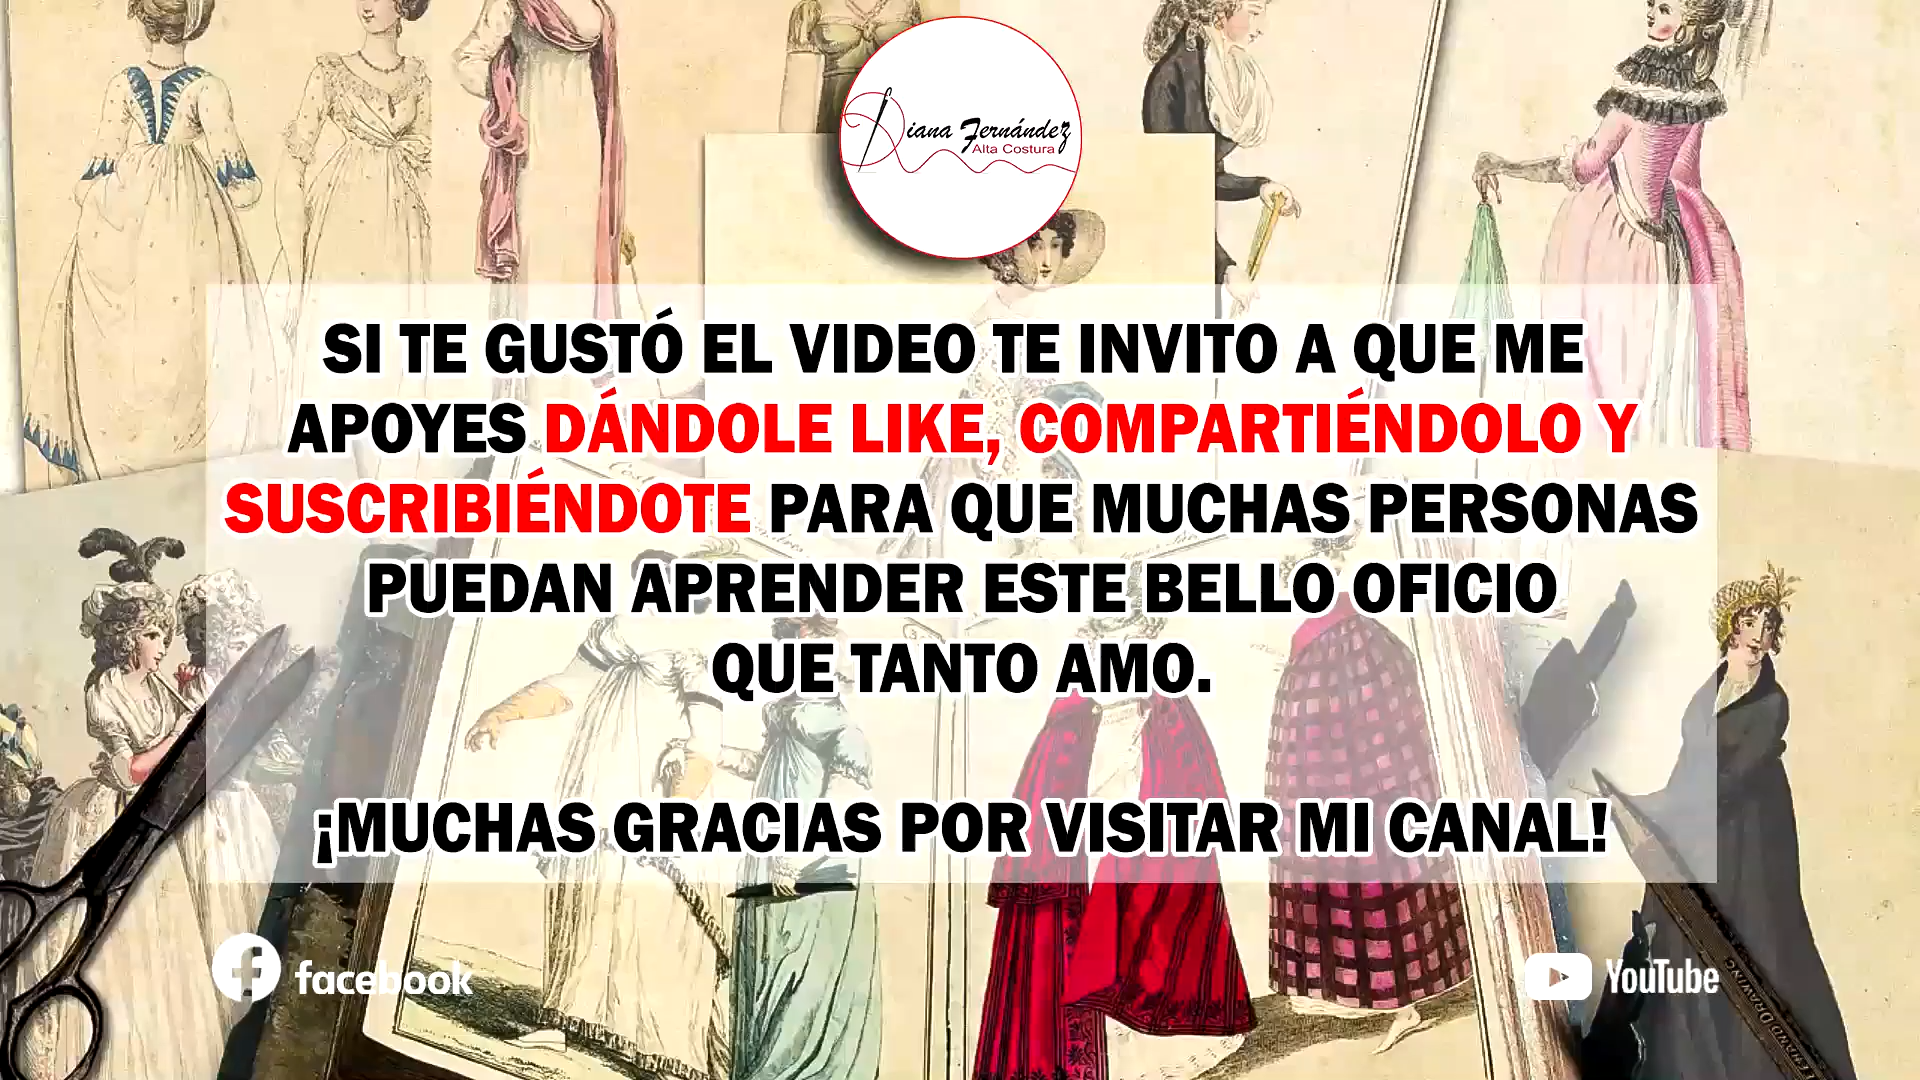 Diana Fernández
Alta Costura
SI TE GUSTÓ EL VIDEO TE INVITO A QUE ME
APOYES DÁNDOLE LIKE, COMPARTIÉNDOLO Y
SUSCRIBIÉNDOTE PARA QUE MUCHAS PERSONAS
PUEDAN APRENDER ESTE BELLO OFICIO
QUE TANTO AMO.
¡MUCHAS GRACIAS POR VISITAR MI CANAL!
facebook
YouTube